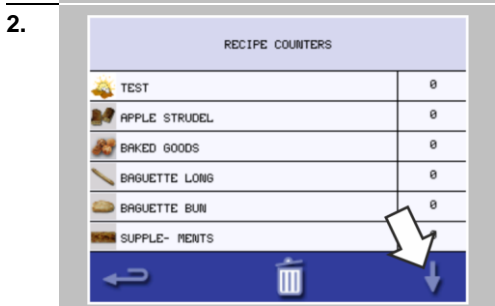 2.
RECIPE COUNTERS
TEST 0
APPLE STRUDEL 0
BAKED GOODS 0
BAGUETTE LONG 0
BAGUETTE BUN 0
SUPPLE- MENTS